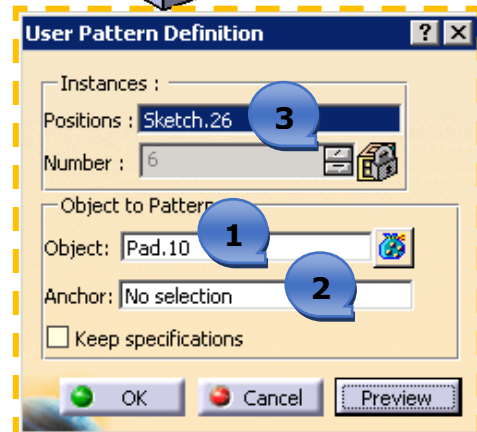 User Pattern Definition ? X
Instances :
Positions : Sketch.26 3
Number : 6
Object to Pattern
Object: Pad.10 1
Anchor: No selection 2
Keep specifications
OK Cancel Preview